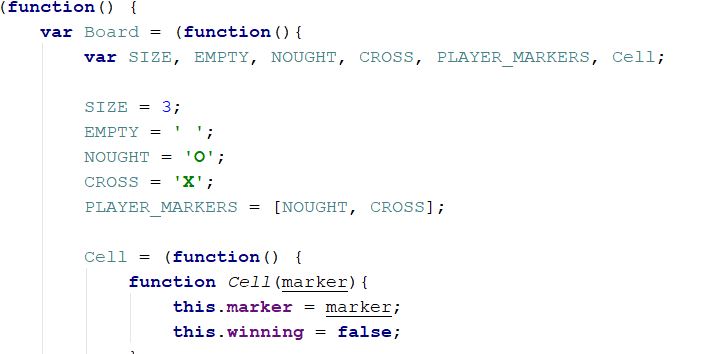 (function() {
    var Board = (function(){
        var SIZE, EMPTY, NOUGHT, CROSS, PLAYER_MARKERS, Cell;

        SIZE = 3;
        EMPTY = ' ';
        NOUGHT = 'O';
        CROSS = 'X';
        PLAYER_MARKERS = [NOUGHT, CROSS];

        Cell = (function() {
            function Cell(marker){
                this.marker = marker;
                this.winning = false;